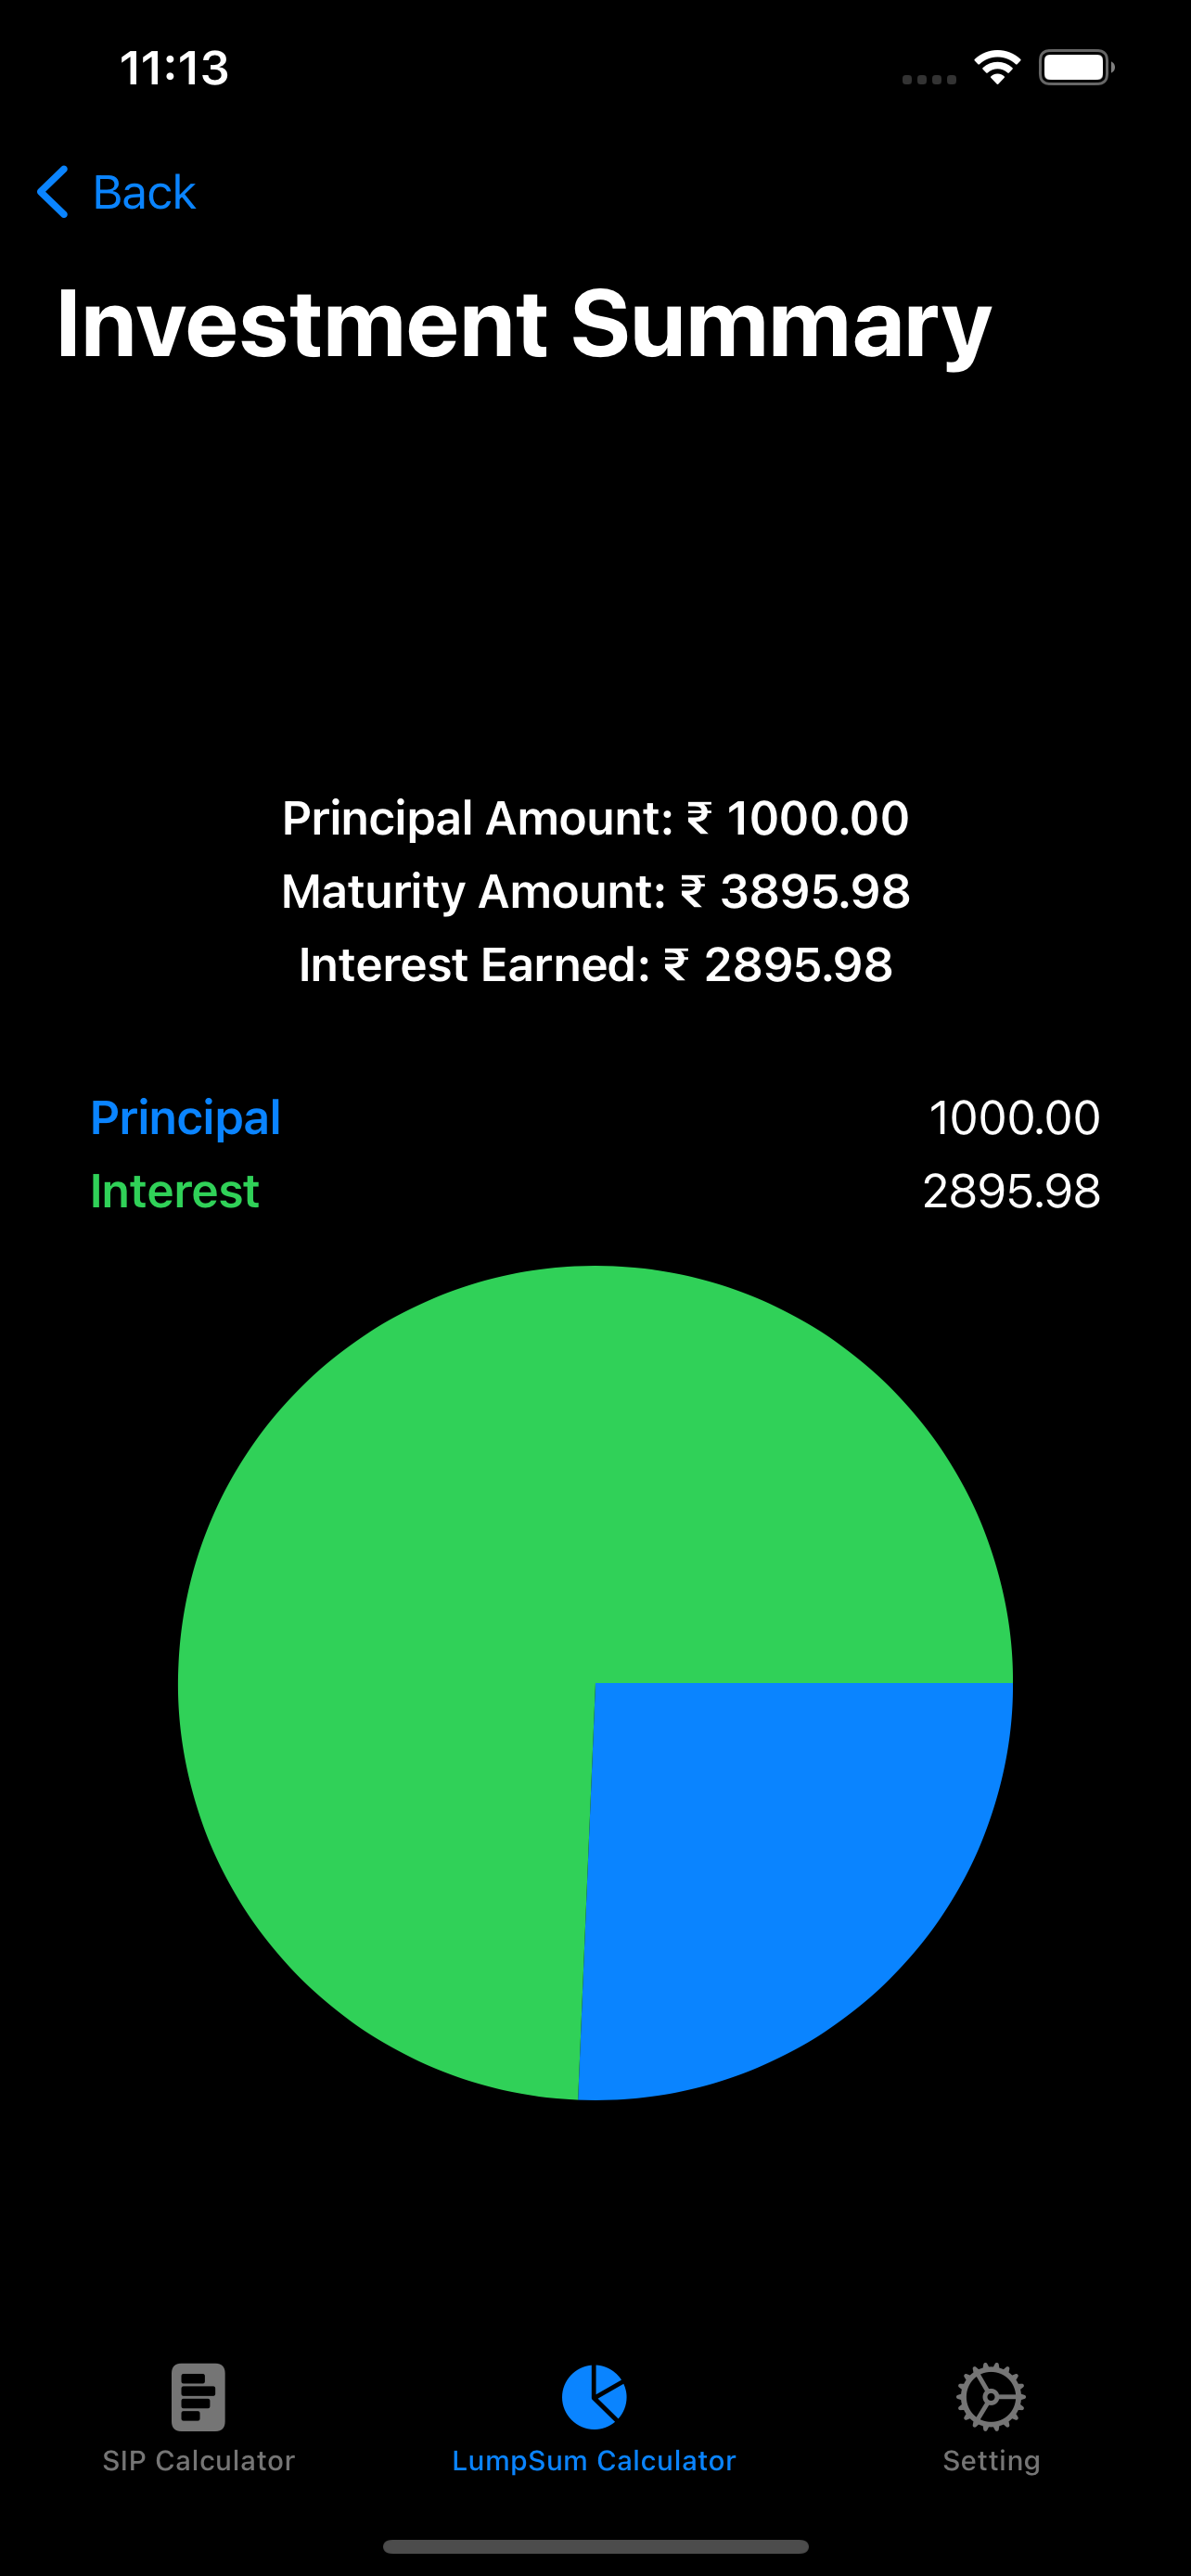 11:13
Back
Investment Summary
Principal Amount: ₹ 1000.00
Maturity Amount: ₹ 3895.98
Interest Earned: ₹ 2895.98
Principal 1000.00
Interest 2895.98
SIP Calculator LumpSum Calculator Setting